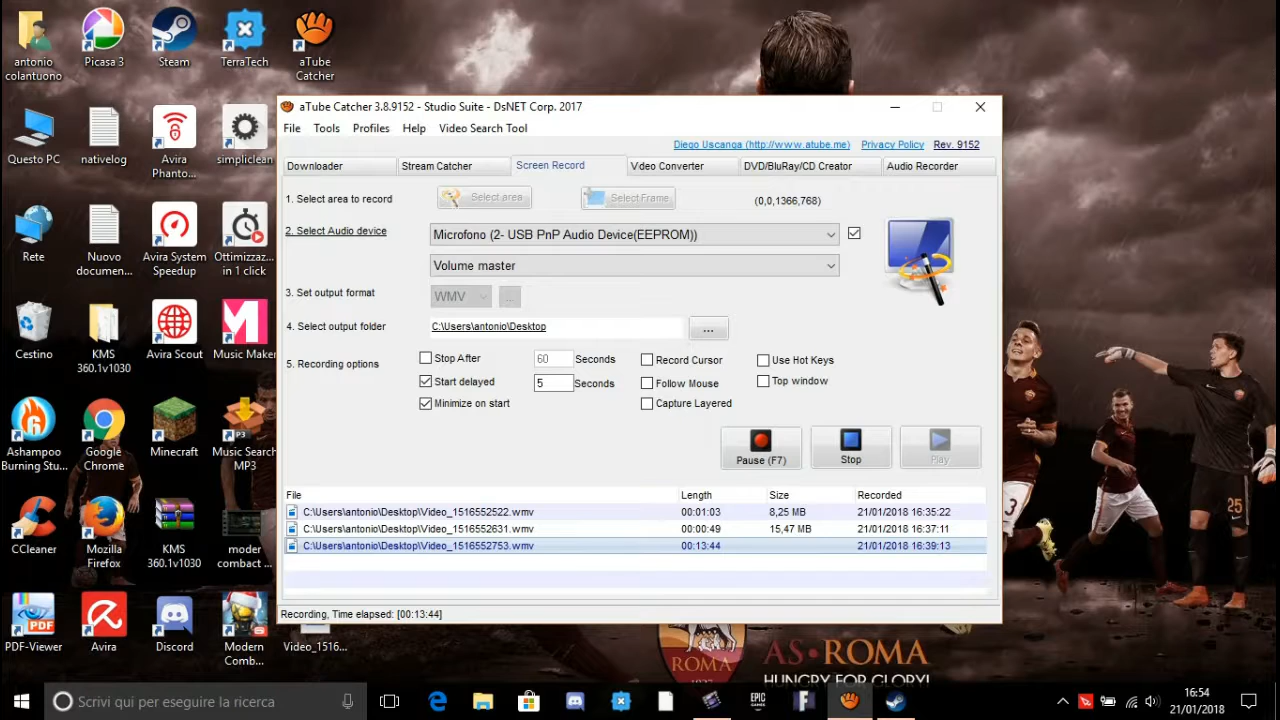 antonio colantuono
Picasa 3
Steam
TerraTech
aTube Catcher
Questo PC
nativelog
Avira Phanto...
simpliclean
Rete
Nuovo documen...
Avira System Speedup
Ottimizzaz... in 1 click
Cestino
KMS 360.1v1030
Avira Scout
Music Maker
Ashampoo Burning Stu...
Google Chrome
Minecraft
Music Search MP3
CCleaner
Mozilla Firefox
KMS 360.1v1030
moder compact ...
PDF-Viewer
Avira
Discord
Modern Comb...
Video_1516...
aTube Catcher 3.8.9152 - Studio Suite - DsNET Corp. 2017
File Tools Profiles Help Video Search Tool
Diego Uscanga (http://www.atube.me) Privacy Policy Rev. 9152
Downloader Stream Catcher Screen Record Video Converter DVD/BluRay/CD Creator Audio Recorder
1. Select area to record Select area Select Frame (0,0,1366,768)
2. Select Audio device Microfono (2- USB PnP Audio Device(EEPROM))
Volume master
3. Set output format WMV ...
4. Select output folder C:\Users\antonio\Desktop ...
5. Recording options Stop After 60 Seconds Record Cursor Use Hot Keys
Start delayed 5 Seconds Follow Mouse Top window
Minimize on start Capture Layered
Pause (F7) Stop Play
File Length Size Recorded
C:\Users\antonio\Desktop\Video_1516552522.wmv 00:01:03 8,25 MB 21/01/2018 16:35:22
C:\Users\antonio\Desktop\Video_1516552631.wmv 00:00:49 15,47 MB 21/01/2018 16:37:11
C:\Users\antonio\Desktop\Video_1516552753.wmv 00:13:44 21/01/2018 16:39:13
Recording, Time elapsed: [00:13:44]
3
25
ROMA
AS•ROMA
HUNGRY FOR GLORY!
Scrivi qui per eseguire la ricerca
16:54
21/01/2018